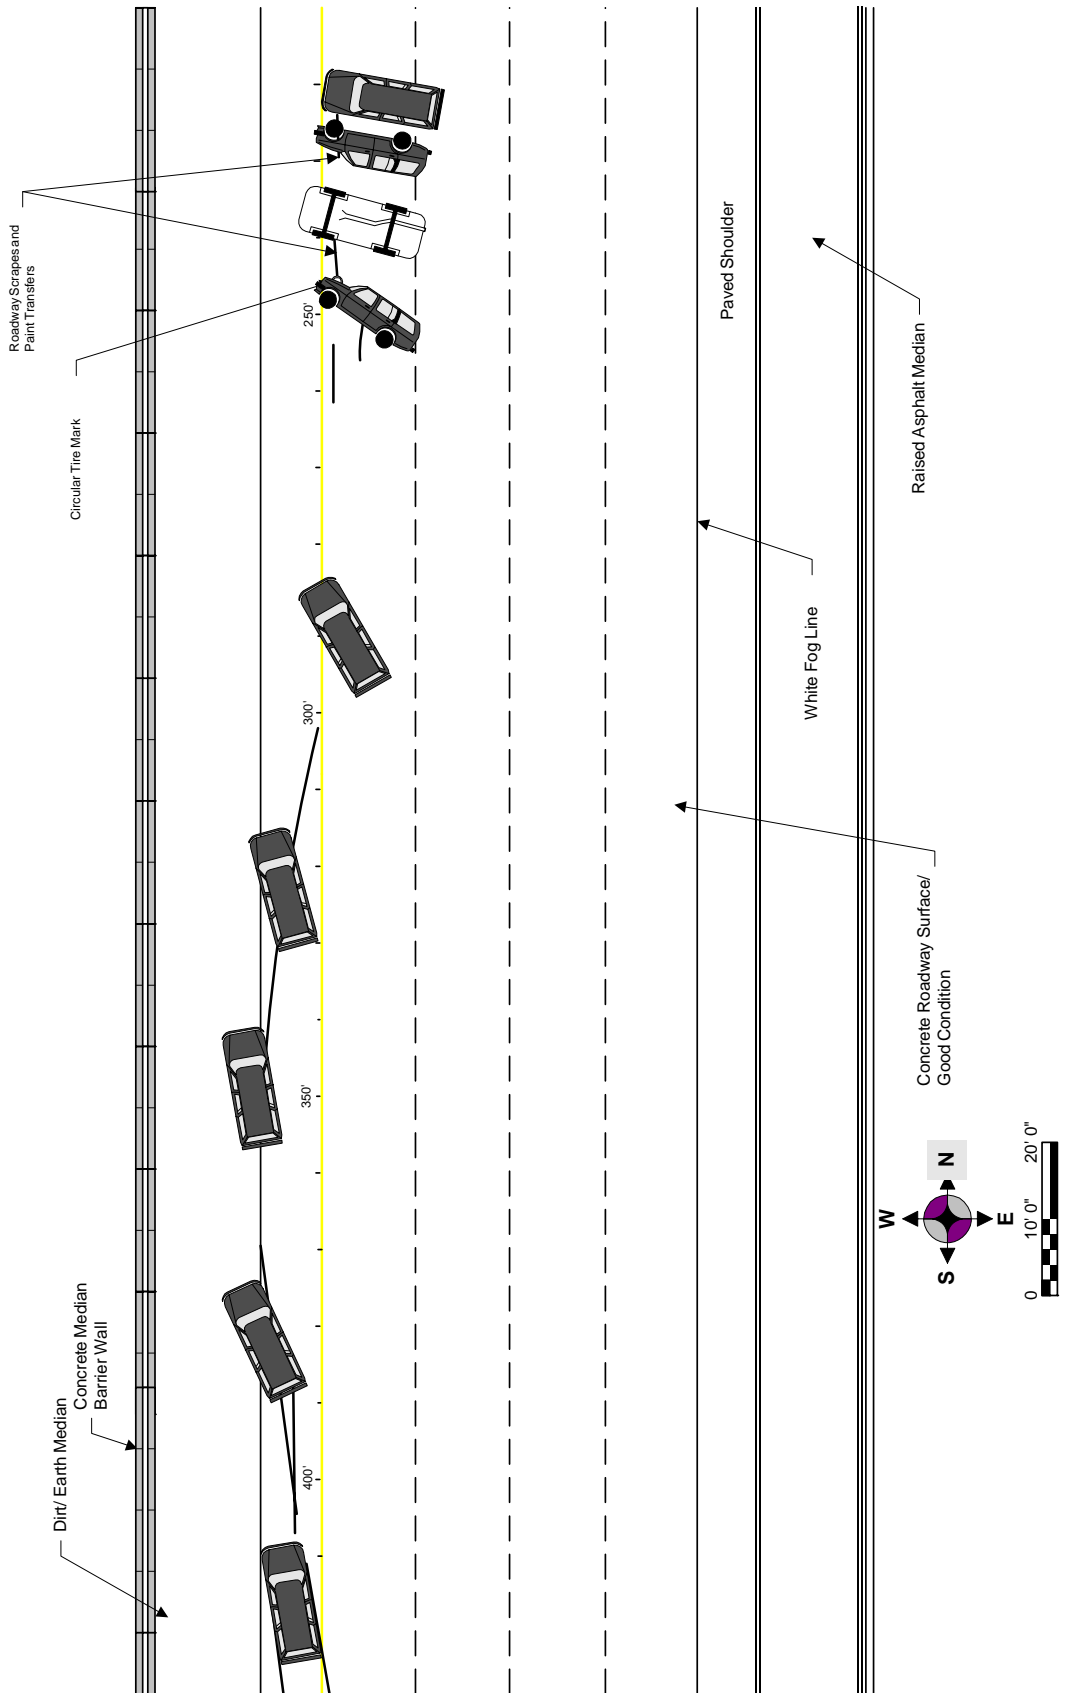 Roadway Scrapes and
Paint Transfers
Circular Tire Mark
250'
Paved Shoulder
Raised Asphalt Median
White Fog Line
300'
Concrete Roadway Surface/
Good Condition
350'
Concrete Median
Barrier Wall
Dirt/ Earth Median
400'
W
N
S
E
0
10' 0"
20' 0"